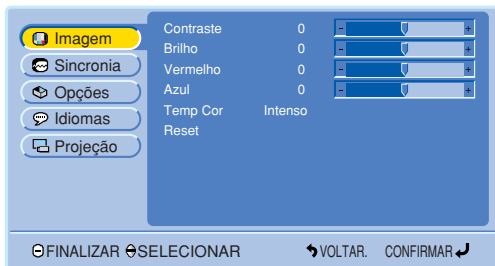 Imagem
Sincronia
Opções
Idiomas
Projeção
Contraste 0 - +
Brilho 0 - +
Vermelho 0 - +
Azul 0 - +
Temp Cor Intenso
Reset
FINALIZAR SELECIONAR VOLTAR. CONFIRMAR